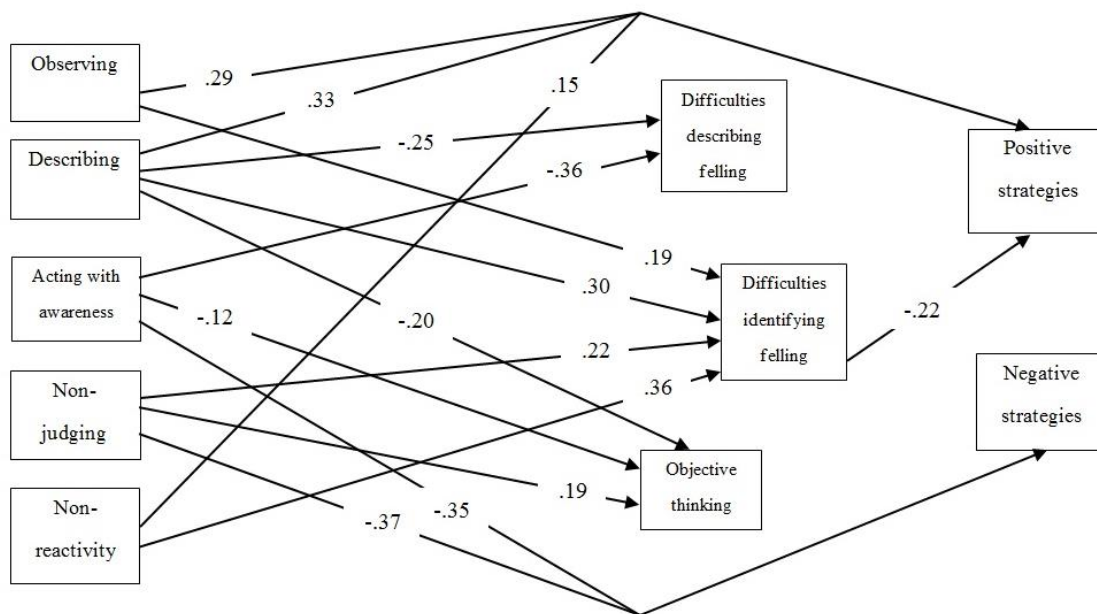 Observing
.29
.15
.33
Difficulties
describing
felling
Describing
-.25
Positive
strategies
-.36
Acting with
awareness
.19
Difficulties
identifying
felling
.30
-.12
-.20
-.22
.22
Non-
judging
.36
Negative
strategies
Objective
thinking
.19
Non-
reactivity
-.37
-.35